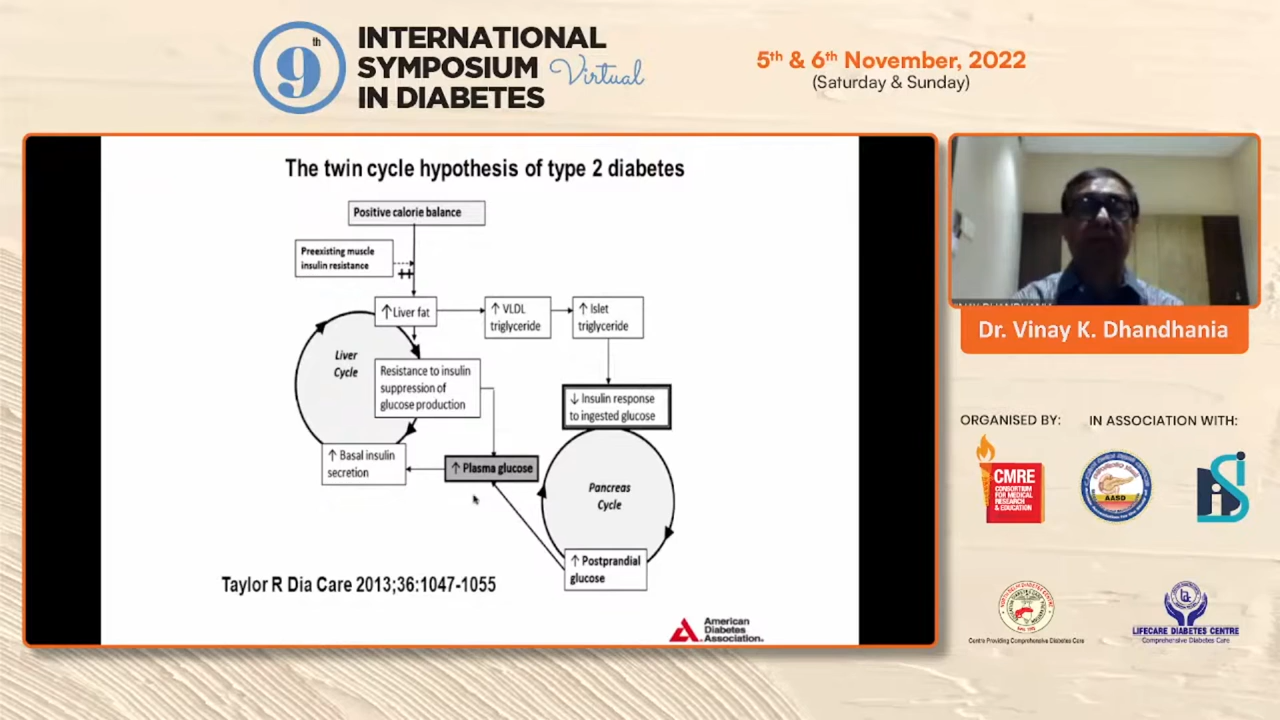 9th
INTERNATIONAL
SYMPOSIUM Virtual
IN DIABETES
5th & 6th November, 2022
(Saturday & Sunday)
The twin cycle hypothesis of type 2 diabetes
Positive calorie balance
Preexisting muscle
insulin resistance
++
↑Liver fat
↑ VLDL
triglyceride
↑ Islet
triglyceride
Liver
Cycle
Resistance to insulin
suppression of
glucose production
↓ Insulin response
to ingested glucose
↑ Basal insulin
secretion
↑ Plasma glucose
Pancreas
Cycle
↑ Postprandial
glucose
Taylor R Dia Care 2013;36:1047-1055
American
Diabetes
Association.
Dr. Vinay K. Dhandhania
ORGANISED BY:
IN ASSOCIATION WITH:
CMRE
CONSORTIUM
FOR MEDICAL
RESEARCH
& EDUCATION
AASD
Centre Providing Comprehensive Diabetes Care
LIFECARE DIABETES CENTRE
Comprehensive Diabetes Care